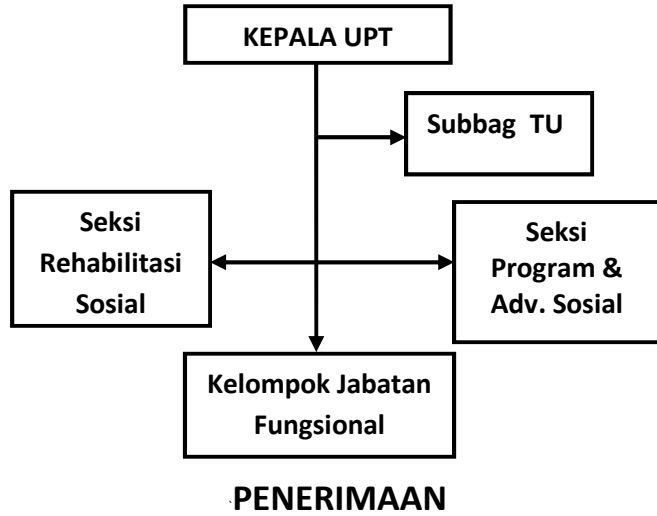 KEPALA UPT
Subbag TU
Seksi
Rehabilitasi
Sosial
Seksi
Program &
Adv. Sosial
Kelompok Jabatan
Fungsional
PENERIMAAN